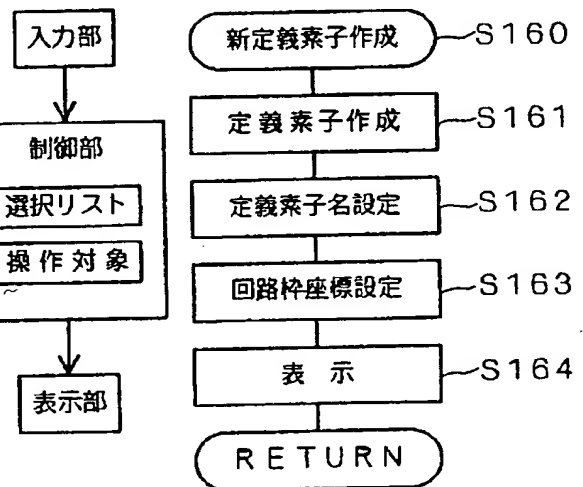 入力部
制御部
選択リスト
操作対象
表示部
新定義素子作成 S160
定義素子作成 S161
定義素子名設定 S162
回路枠座標設定 S163
表示 S164
RETURN